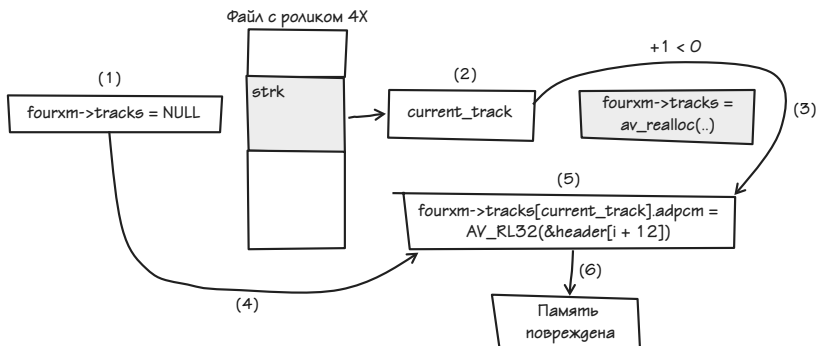 Файл с роликом 4X
+1 < 0
(1)
(2)
strk
fourxm->tracks = NULL
current_track
fourxm->tracks =
av_realloc(..)
(3)
(5)
fourxm->tracks[current_track].adpcm =
AV_RL32(&header[i + 12])
(4)
(6)
Память
повреждена